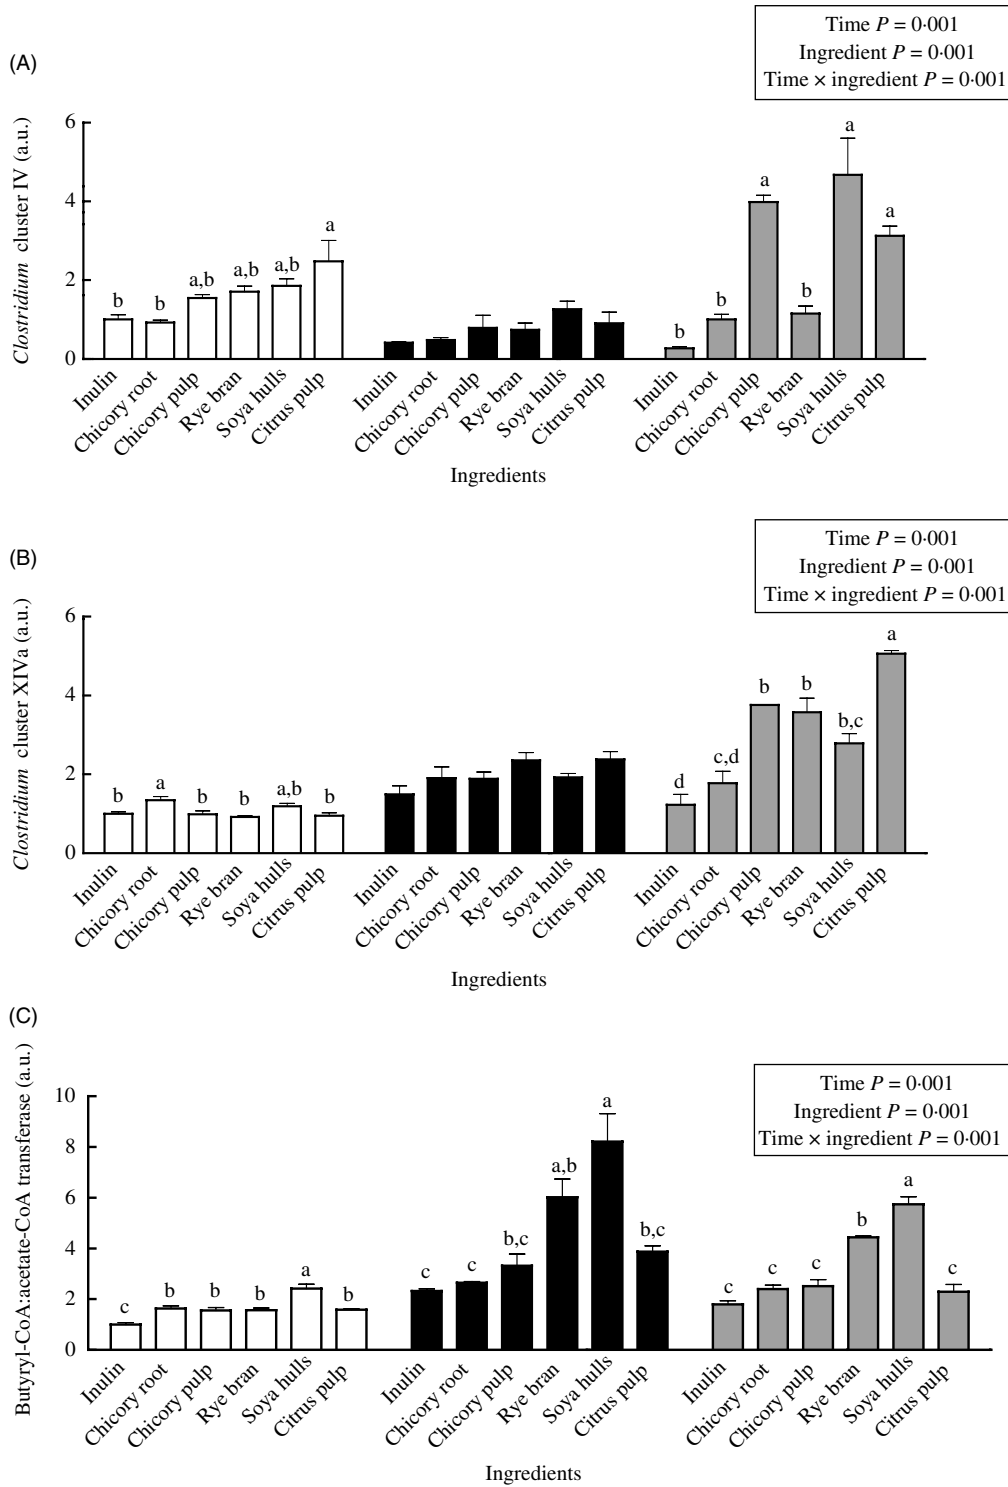 (A)
Time P = 0·001
Ingredient P = 0·001
Time × ingredient P = 0·001
Clostridium cluster IV (a.u.)
6
4
2
0
b
b
a,b
a,b
a,b
a
b
b
a
b
a
a
Inulin
Chicory root
Chicory pulp
Rye bran
Soya hulls
Citrus pulp
Inulin
Chicory root
Chicory pulp
Rye bran
Soya hulls
Citrus pulp
Inulin
Chicory root
Chicory pulp
Rye bran
Soya hulls
Citrus pulp
Ingredients
(B)
Time P = 0·001
Ingredient P = 0·001
Time × ingredient P = 0·001
Clostridium cluster XIVa (a.u.)
6
4
2
0
b
a
b
b
a,b
b
d
c,d
b
b
b,c
a
Inulin
Chicory root
Chicory pulp
Rye bran
Soya hulls
Citrus pulp
Inulin
Chicory root
Chicory pulp
Rye bran
Soya hulls
Citrus pulp
Inulin
Chicory root
Chicory pulp
Rye bran
Soya hulls
Citrus pulp
Ingredients
(C)
Time P = 0·001
Ingredient P = 0·001
Time × ingredient P = 0·001
Butyryl-CoA:acetate-CoA transferase (a.u.)
10
8
6
4
2
0
c
b
b
b
a
b
c
c
b,c
a,b
a
b,c
c
c
c
b
a
c
Inulin
Chicory root
Chicory pulp
Rye bran
Soya hulls
Citrus pulp
Inulin
Chicory root
Chicory pulp
Rye bran
Soya hulls
Citrus pulp
Inulin
Chicory root
Chicory pulp
Rye bran
Soya hulls
Citrus pulp
Ingredients